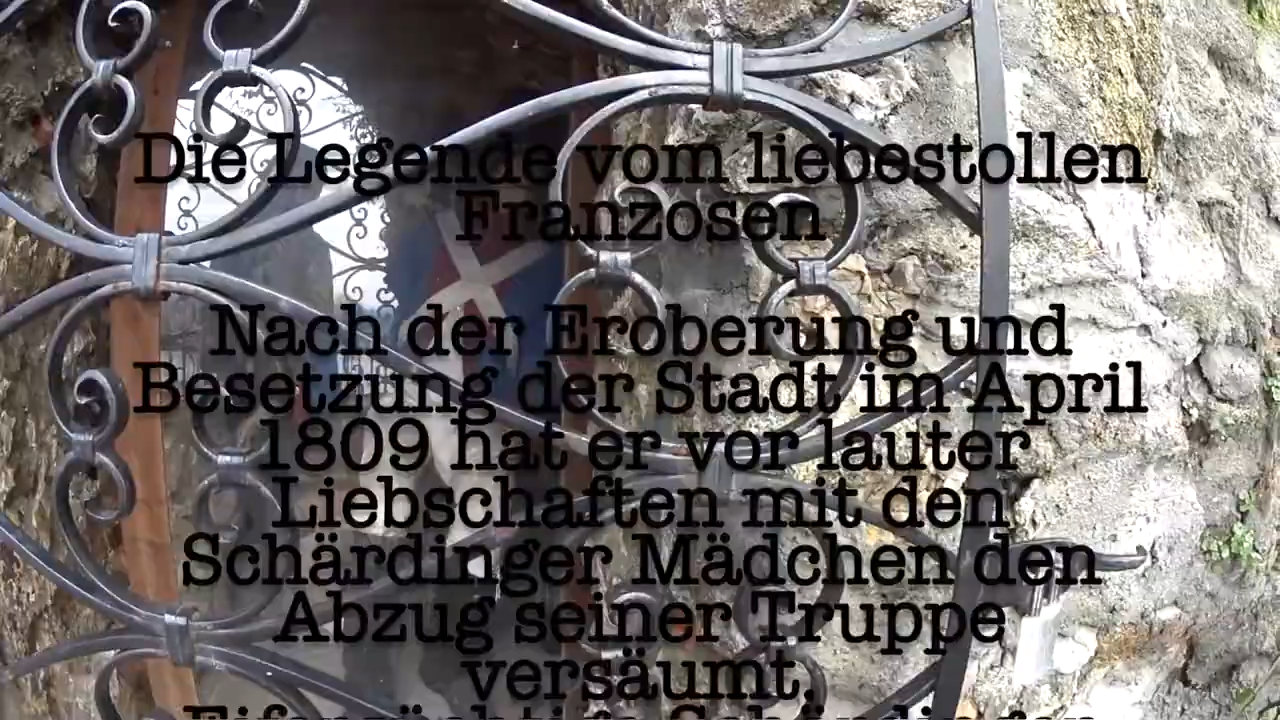 Die Legende vom liebestollen
Franzosen
Nach der Eroberung und
Besetzung der Stadt im April
1809 hat er vor lauter
Liebschaften mit den
Schärdinger Mädchen den
Abzug seiner Truppe
versäumt.